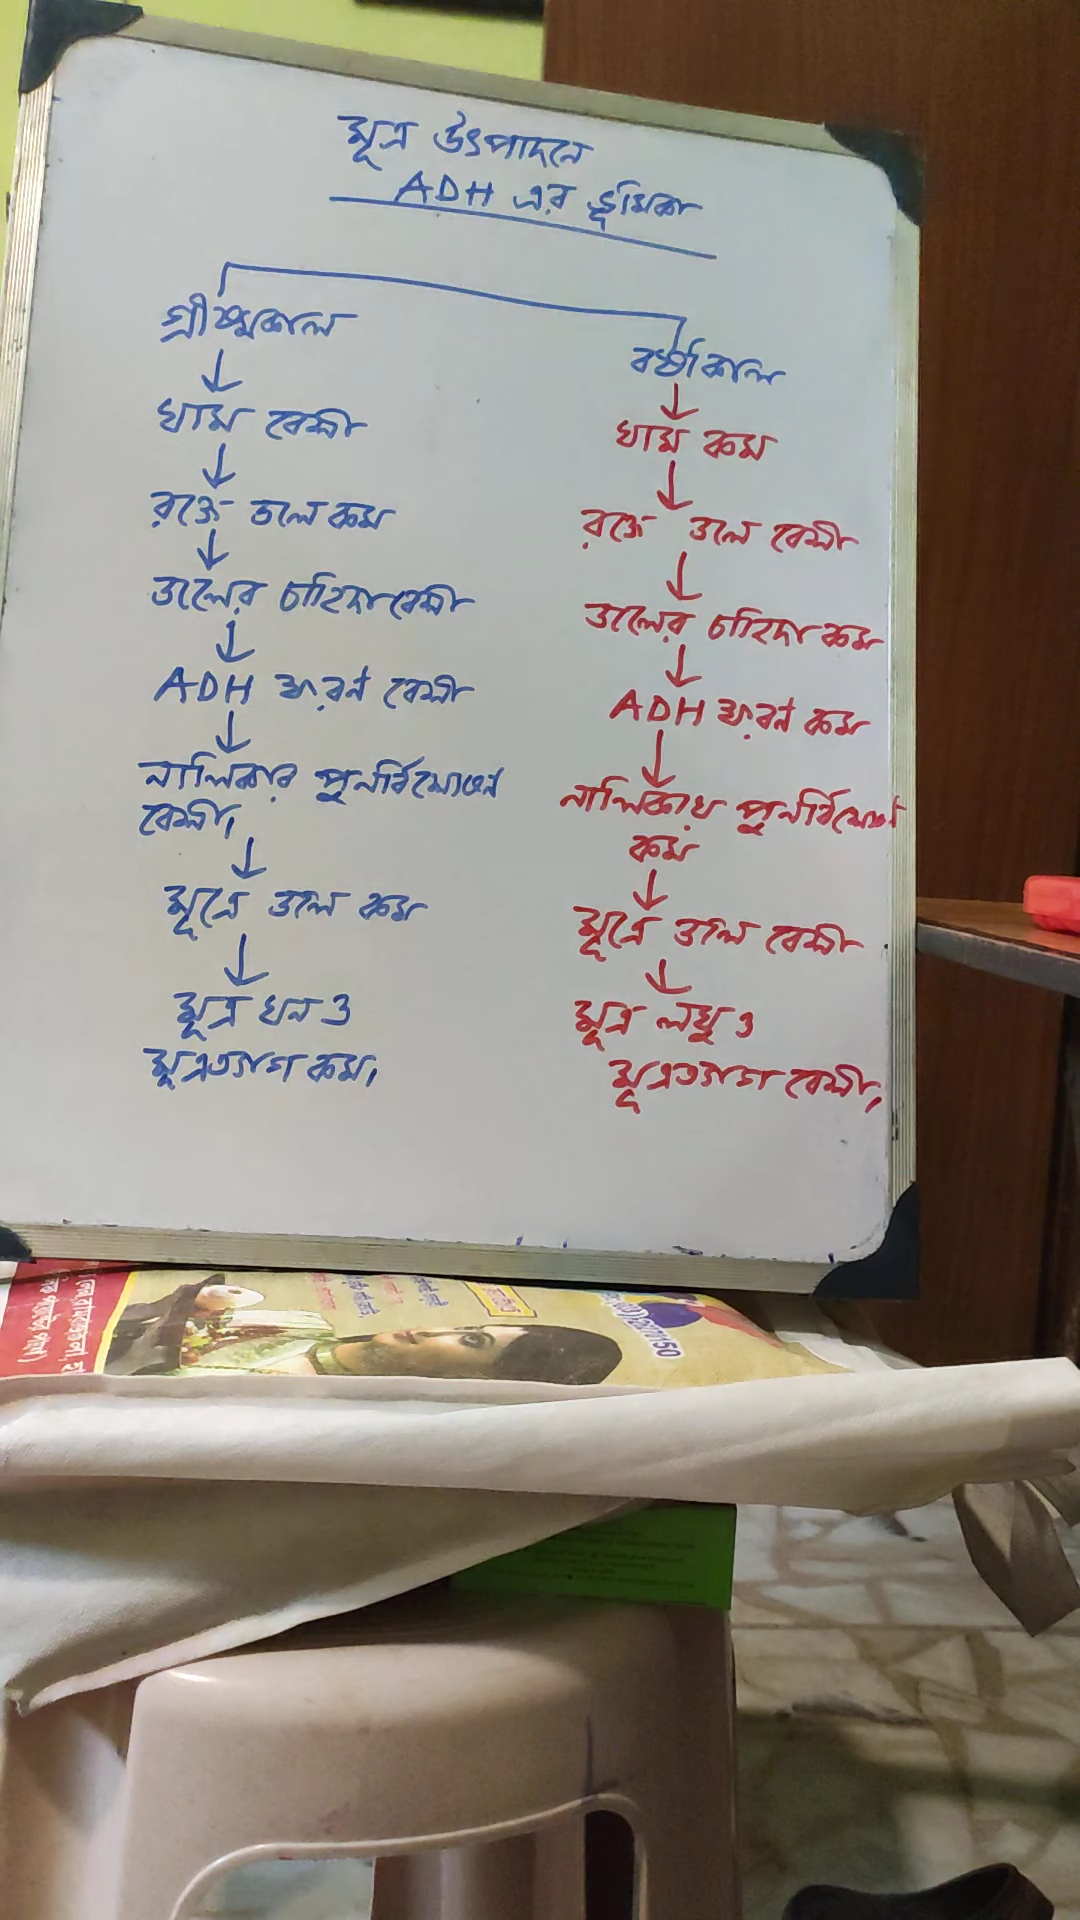 মূত্র উৎপাদনে
ADH এর ভূমিকা
গ্রীষ্মকাল
ঘাম বেশী
রক্তে জল কম
জলের চাহিদা বেশী
ADH ক্ষরণ বেশী
নালিকার পুনর্বিশোষণ
বেশী,
মূত্রে জল কম
মূত্র ঘন ও
মূত্রত্যাগ কম,
বর্ষাকাল
ঘাম কম
রক্তে জল বেশী
জলের চাহিদা কম
ADH ক্ষরণ কম
নালিকায় পুনর্বিশোষণ
কম
মূত্রে জল বেশী
মূত্র লঘু ও
মূত্রত্যাগ বেশী,